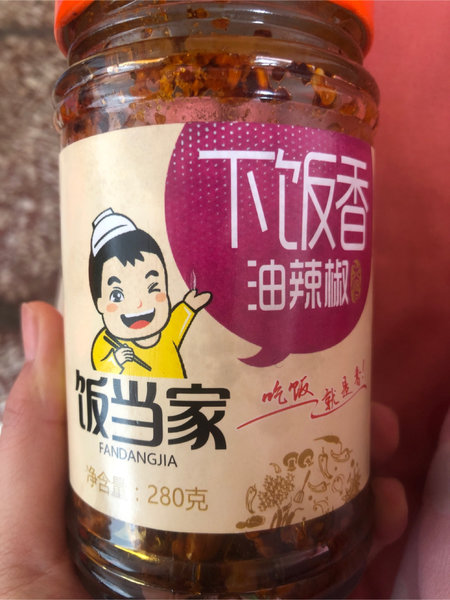 下饭香
油辣椒
吃饭
就是香!
饭当家
FANDANGJIA
净含量：280克